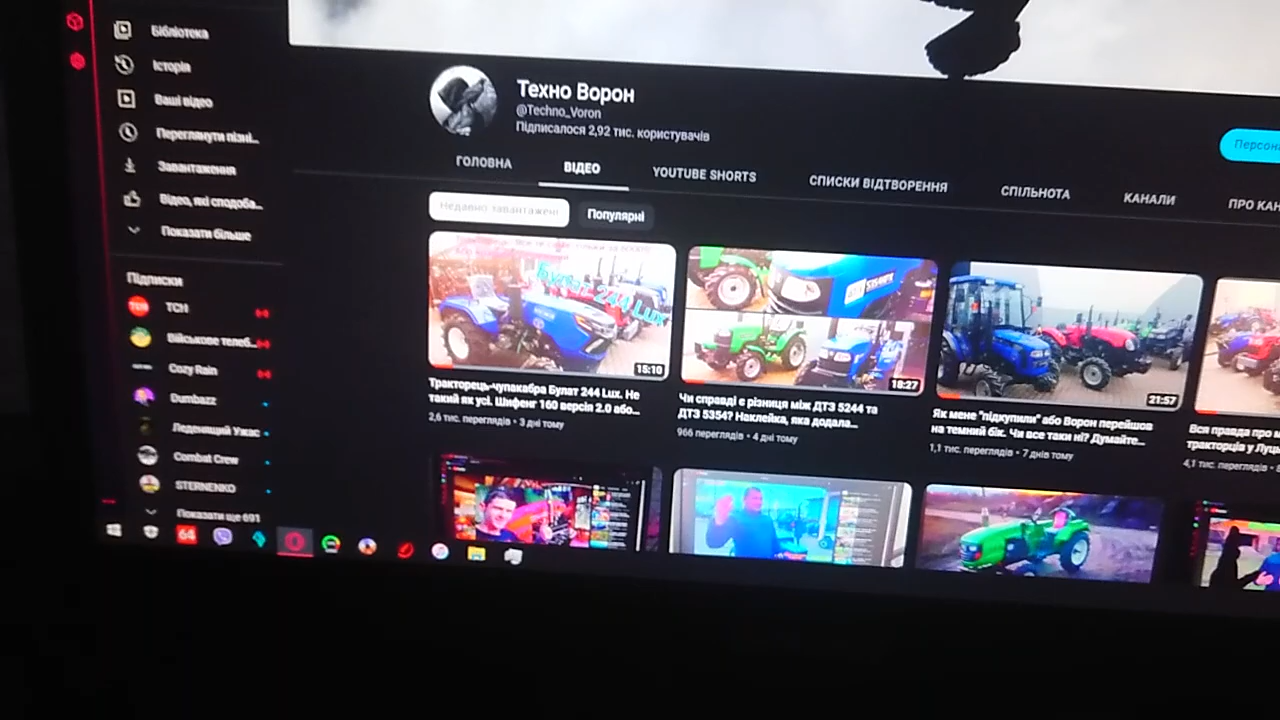 Бібліотека
Історія
Ваші відео
Переглянути пізні...
Завантаження
Відео, які сподоба...
Показати більше
Підписки
ТСН
Військове телеб...
Cozy Rain
Dumbazz
Леденящий Ужас
Combat Crew
STERNENKO
Показати ще 691
64
Техно Ворон
@Techno_Voron
Підписалося 2,92 тис. користувачів
Персона
ГОЛОВНА
ВІДЕО
YOUTUBE SHORTS
СПИСКИ ВІДТВОРЕННЯ
СПІЛЬНОТА
КАНАЛИ
ПРО КАН
Недавно завантажені
Популярні
Булат 244 Lux
15:10
Тракторець-чупакабра Булат 244 Lux. Не
такий як усі. Шифенг 160 версія 2.0 або...
2,6 тис. переглядів • 3 дні тому
18:27
Чи справді є різниця між ДТЗ 5244 та
ДТЗ 5354? Наклейка, яка додала...
966 переглядів • 4 дні тому
21:57
Як мене "підкупили" або Ворон перейшов
на темний бік. Чи все таки ні? Думайте...
1,1 тис. переглядів • 7 днів тому
Вся правда про м
тракторців у Луць
4,1 тис. переглядів •